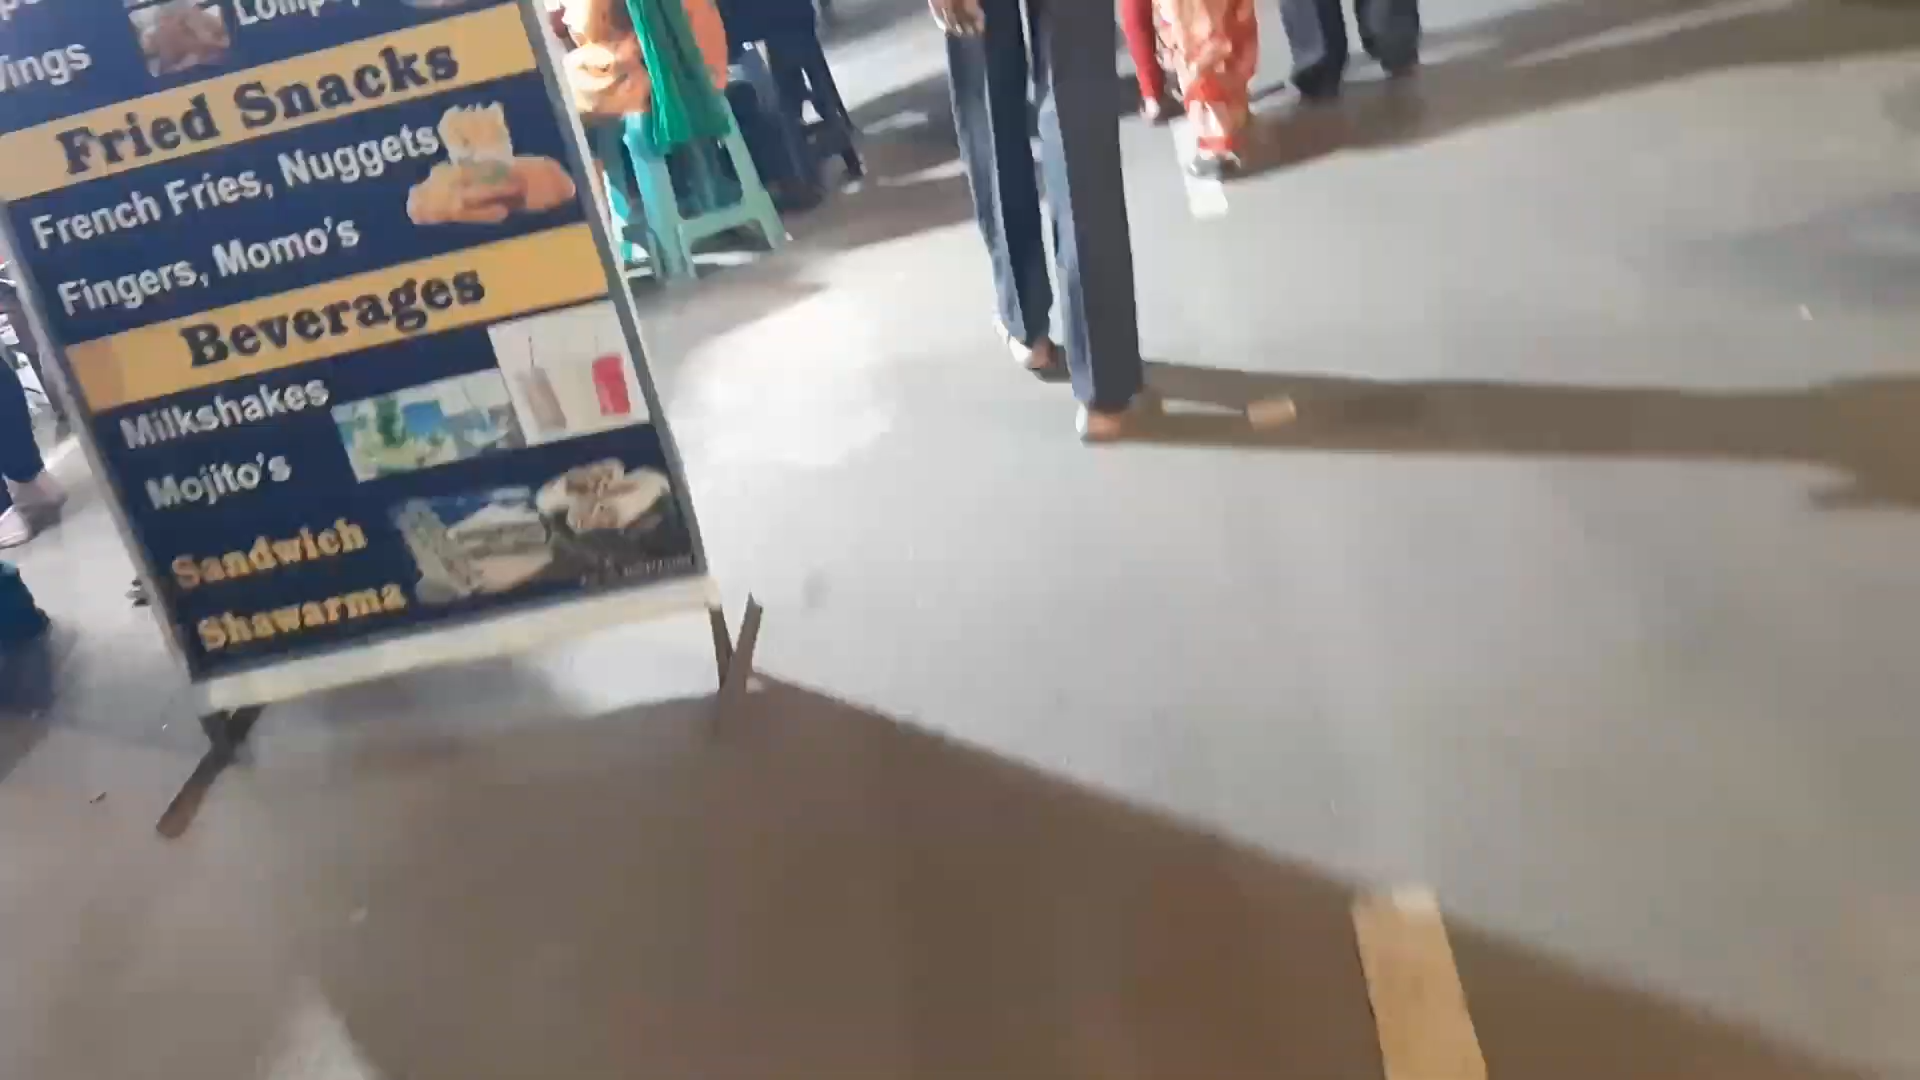 Wings
Fried Snacks
French Fries, Nuggets
Fingers, Momo's
Beverages
Milkshakes
Mojito's
Sandwich
Shawarma